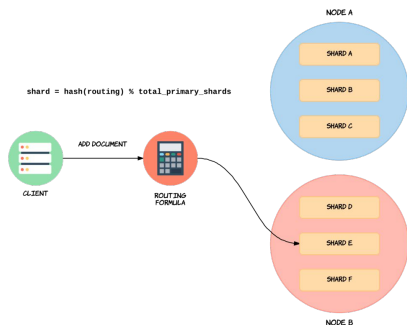 NODE A
SHARD A
SHARD B
SHARD C
shard = hash(routing) % total_primary_shards
ADD DOCUMENT
CLIENT
ROUTING
FORMULA
SHARD D
SHARD E
SHARD F
NODE B